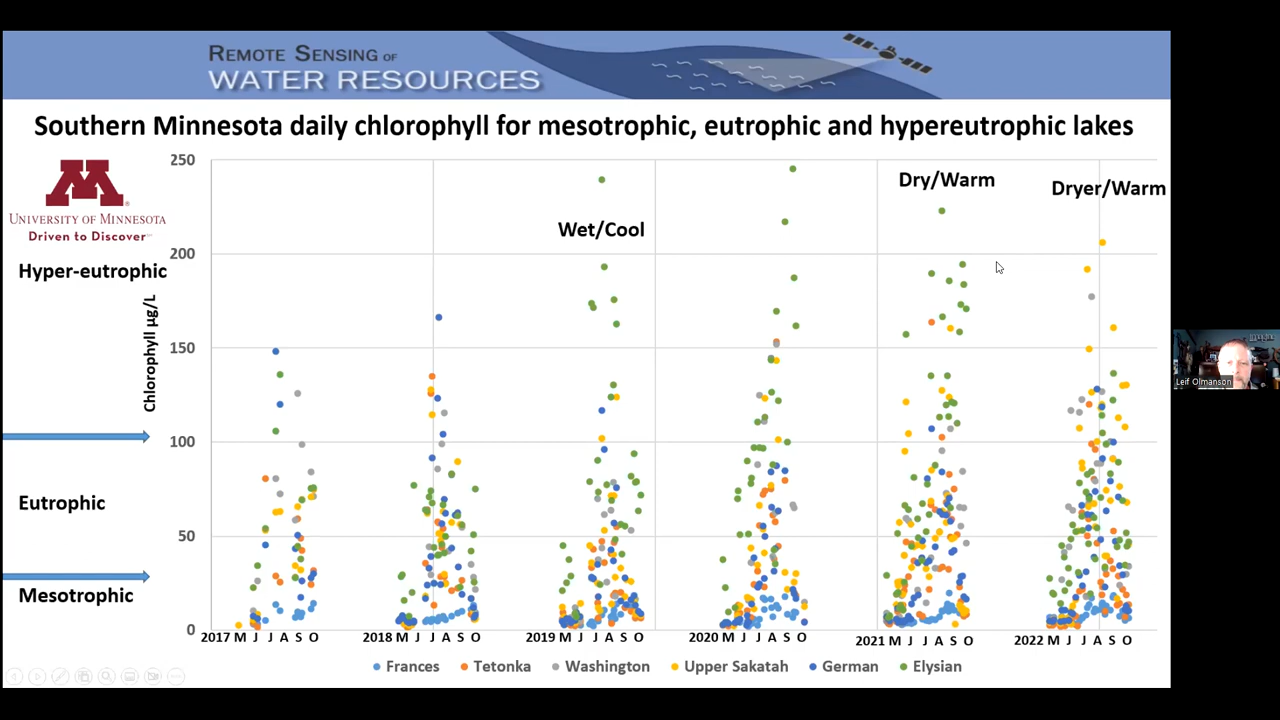 REMOTE SENSING OF
WATER RESOURCES
Southern Minnesota daily chlorophyll for mesotrophic, eutrophic and hypereutrophic lakes
M
UNIVERSITY OF MINNESOTA
Driven to Discover
Hyper-eutrophic
Eutrophic
Mesotrophic
Chlorophyll µg/L
250
200
150
100
50
0
Wet/Cool
Dry/Warm
Dryer/Warm
2017 M J J A S O 2018 M J J A S O 2019 M J J A S O 2020 M J J A S O 2021 M J J A S O 2022 M J J A S O
Frances Tetonka Washington Upper Sakatah German Elysian
Leif Olmanson